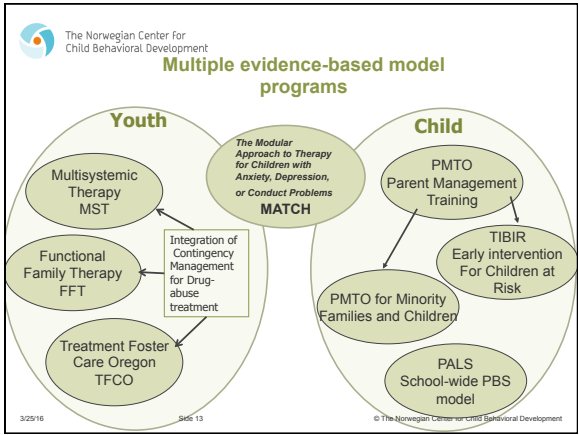 The Norwegian Center for
Child Behavioral Development
Multiple evidence-based model
programs
Youth
Multisystemic
Therapy
MST
Functional
Family Therapy
FFT
Treatment Foster
Care Oregon
TFCO
Integration of
Contingency
Management
for Drug-
abuse
treatment
The Modular
Approach to Therapy
for Children with
Anxiety, Depression,
or Conduct Problems
MATCH
Child
PMTO
Parent Management
Training
TIBIR
Early intervention
For Children at
Risk
PMTO for Minority
Families and Children
PALS
School-wide PBS
model
3/25/16
Side 13
© The Norwegian Center for Child Behavioral Development